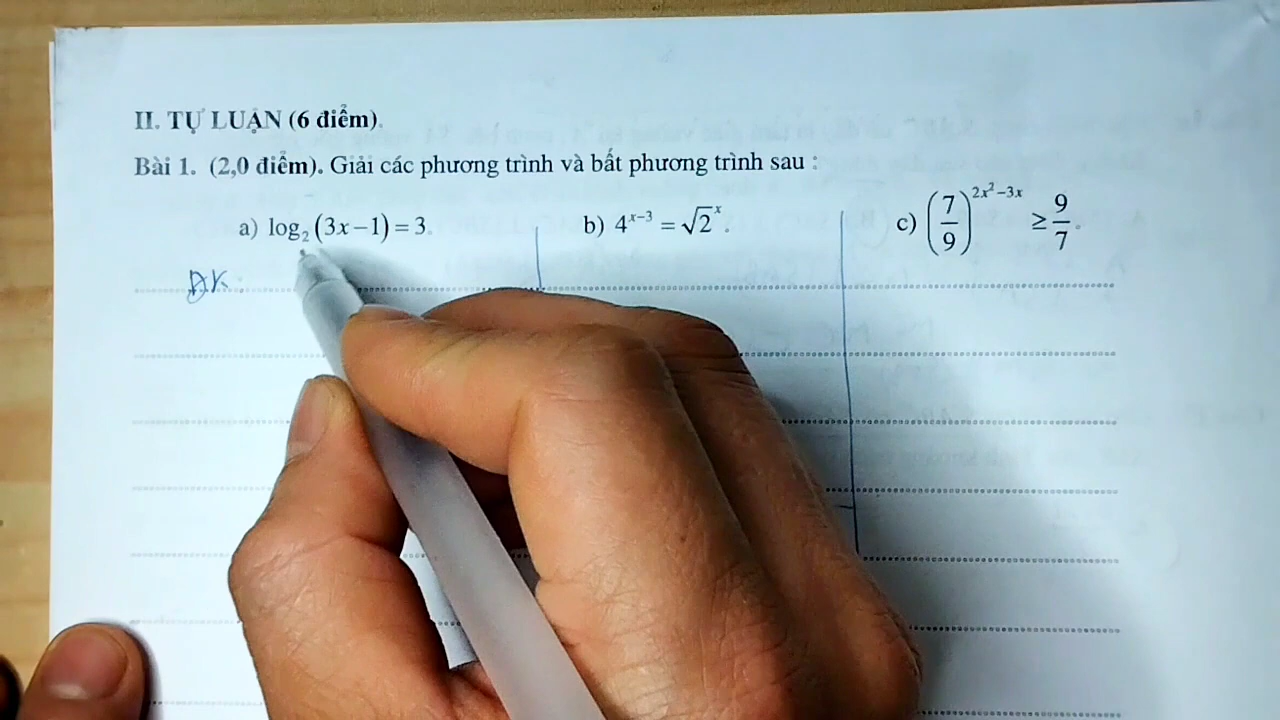 II. TỰ LUẬN (6 điểm).
Bài 1. (2,0 điểm). Giải các phương trình và bất phương trình sau :
a) log₂(3x−1) = 3. b) 4^{x−3} = √2^x. c) (7/9)^{2x²−3x} ≥ 9/7.
ĐK: